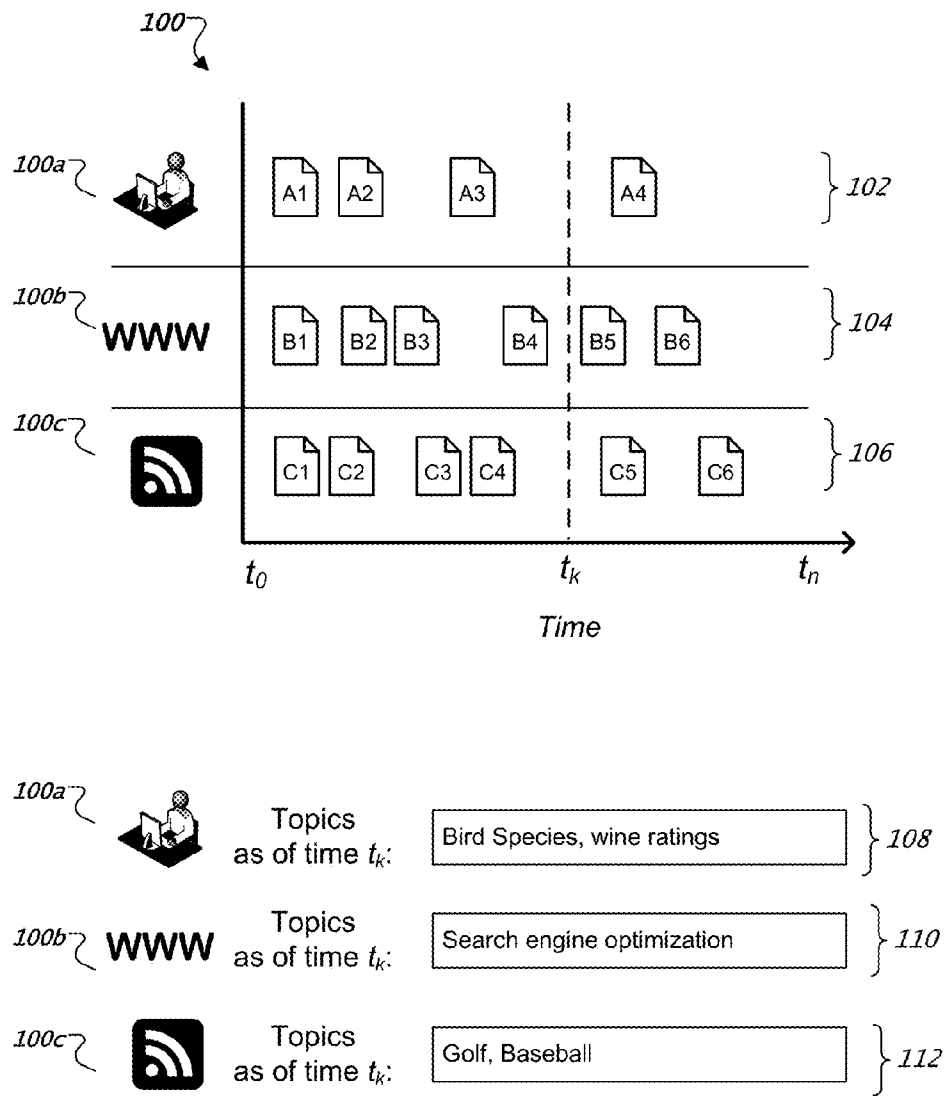 100
100a
A1 A2 A3 A4
102
100b
WWW
B1 B2 B3 B4 B5 B6
104
100c
C1 C2 C3 C4 C5 C6
106
t0 tk tn
Time
100a
Topics
as of time tk:
Bird Species, wine ratings
108
100b
WWW
Topics
as of time tk:
Search engine optimization
110
100c
Topics
as of time tk:
Golf, Baseball
112